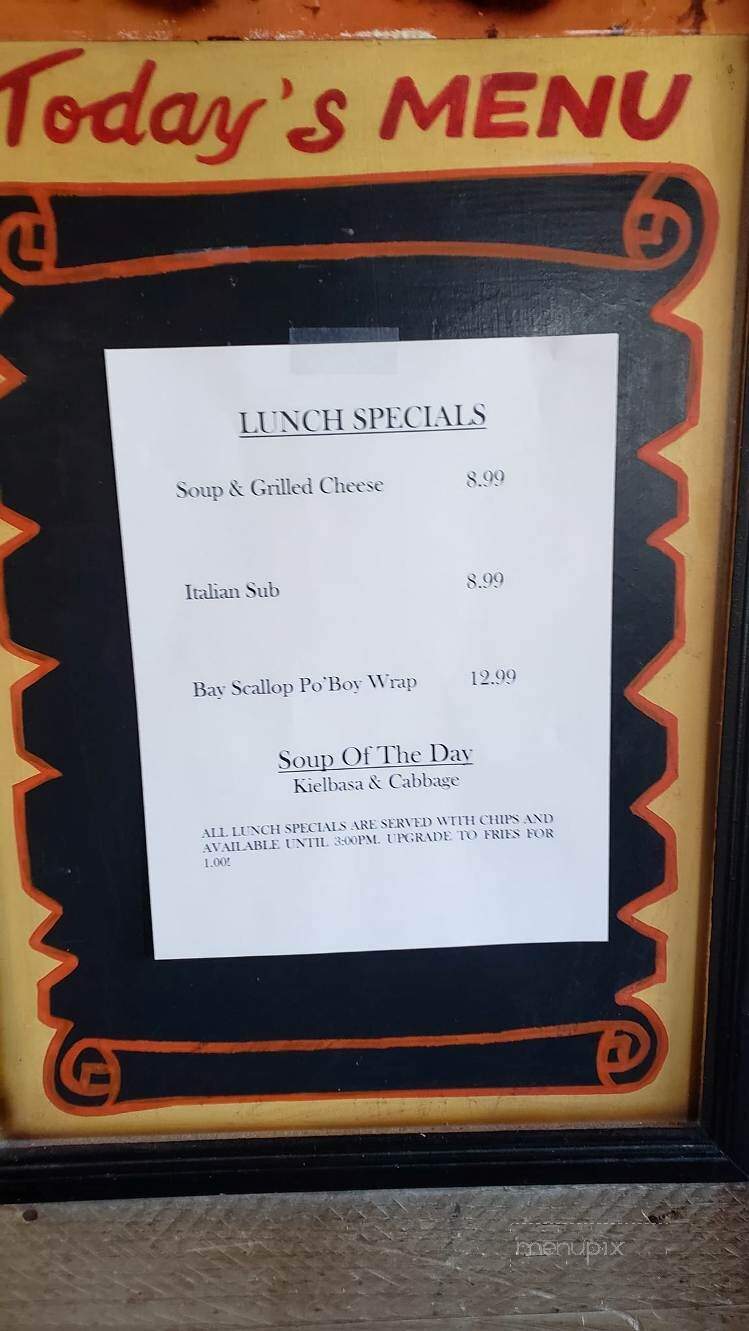 Today's MENU
LUNCH SPECIALS
Soup & Grilled Cheese 8.99
Italian Sub 8.99
Bay Scallop Po'Boy Wrap 12.99
Soup Of The Day
Kielbasa & Cabbage
ALL LUNCH SPECIALS ARE SERVED WITH CHIPS AND
AVAILABLE UNTIL 3:00PM. UPGRADE TO FRIES FOR
1.00!
menupix